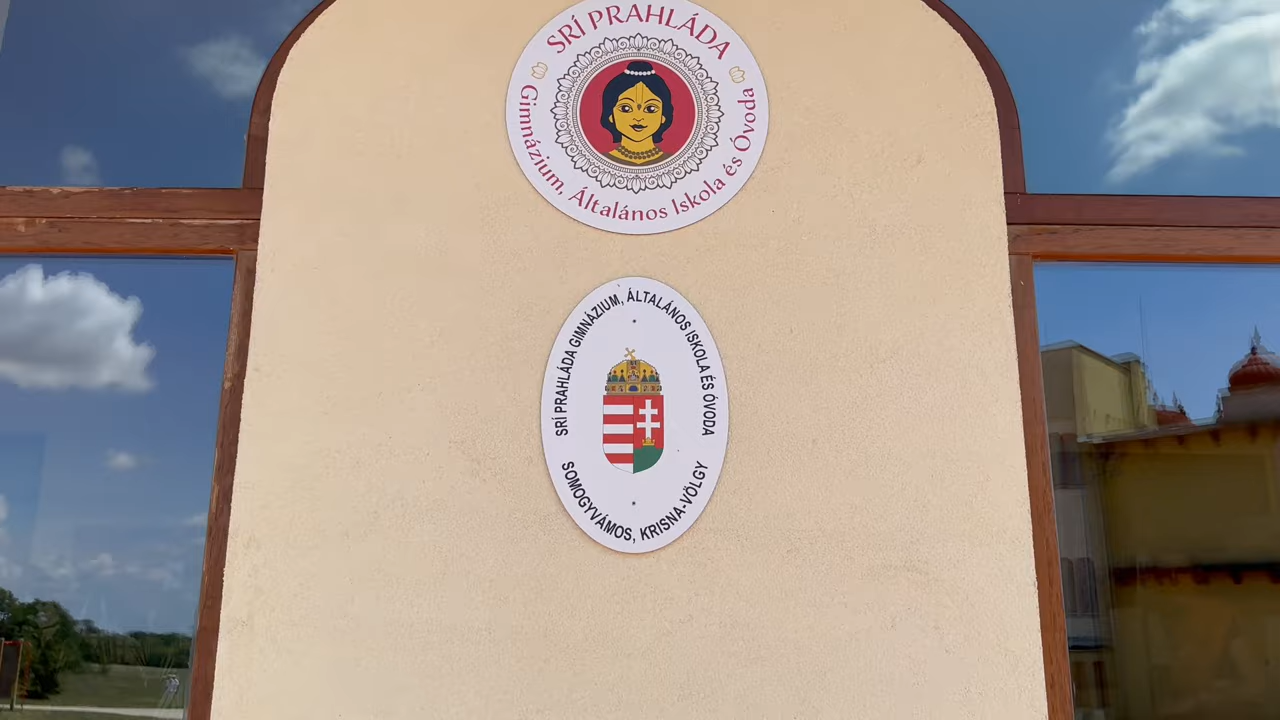 SRÍ PRAHLÁDA
Gimnázium, Általános Iskola és Óvoda
SRÍ PRAHLÁDA GIMNÁZIUM, ÁLTALÁNOS ISKOLA ÉS ÓVODA
SOMOGYVÁMOS, KRISNA-VÖLGY